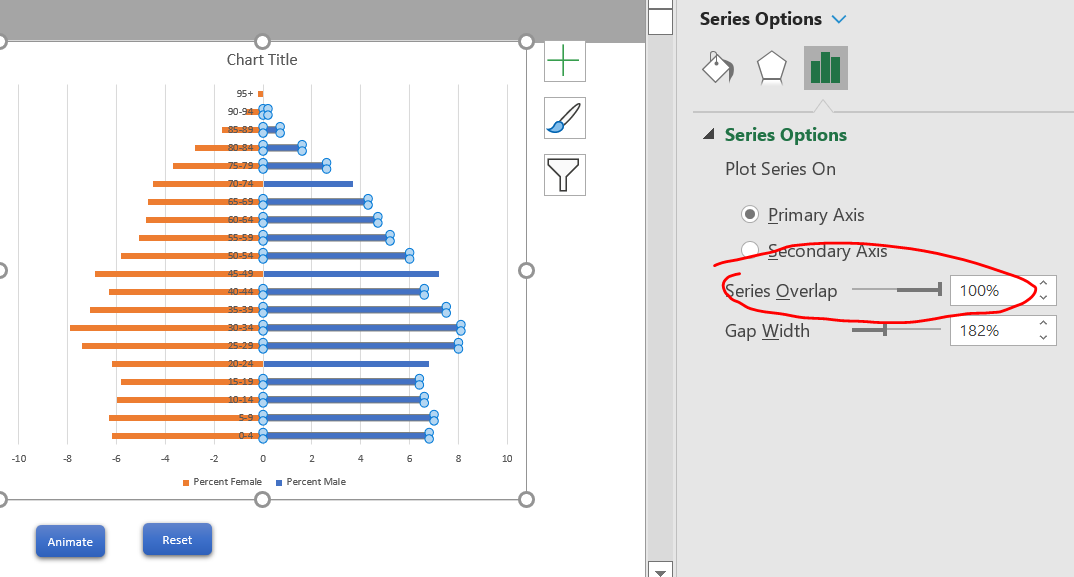 Chart Title
95+
90-94
85-89
80-84
75-79
70-74
65-69
60-64
55-59
50-54
45-49
40-44
35-39
30-34
25-29
20-24
15-19
10-14
5-9
0-4
-10 -8 -6 -4 -2 0 2 4 6 8 10
Percent Female Percent Male
Animate Reset
Series Options
Series Options
Plot Series On
Primary Axis
Secondary Axis
Series Overlap 100%
Gap Width 182%